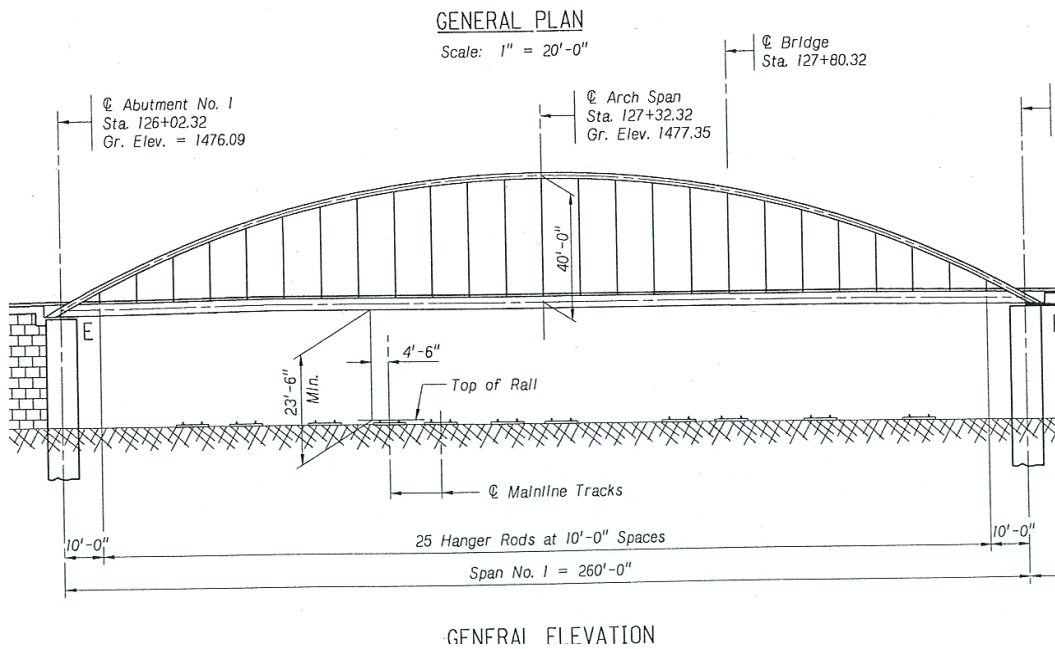 GENERAL PLAN
Scale: 1" = 20'-0"
℄ Bridge
Sta. 127+80.32
℄ Abutment No. 1
Sta. 126+02.32
Gr. Elev. = 1476.09
℄ Arch Span
Sta. 127+32.32
Gr. Elev. 1477.35
40'-0"
E
4'-6"
23'-6"
Min.
Top of Rail
℄ Mainline Tracks
10'-0"
25 Hanger Rods at 10'-0" Spaces
10'-0"
Span No. 1 = 260'-0"
GENERAL ELEVATION